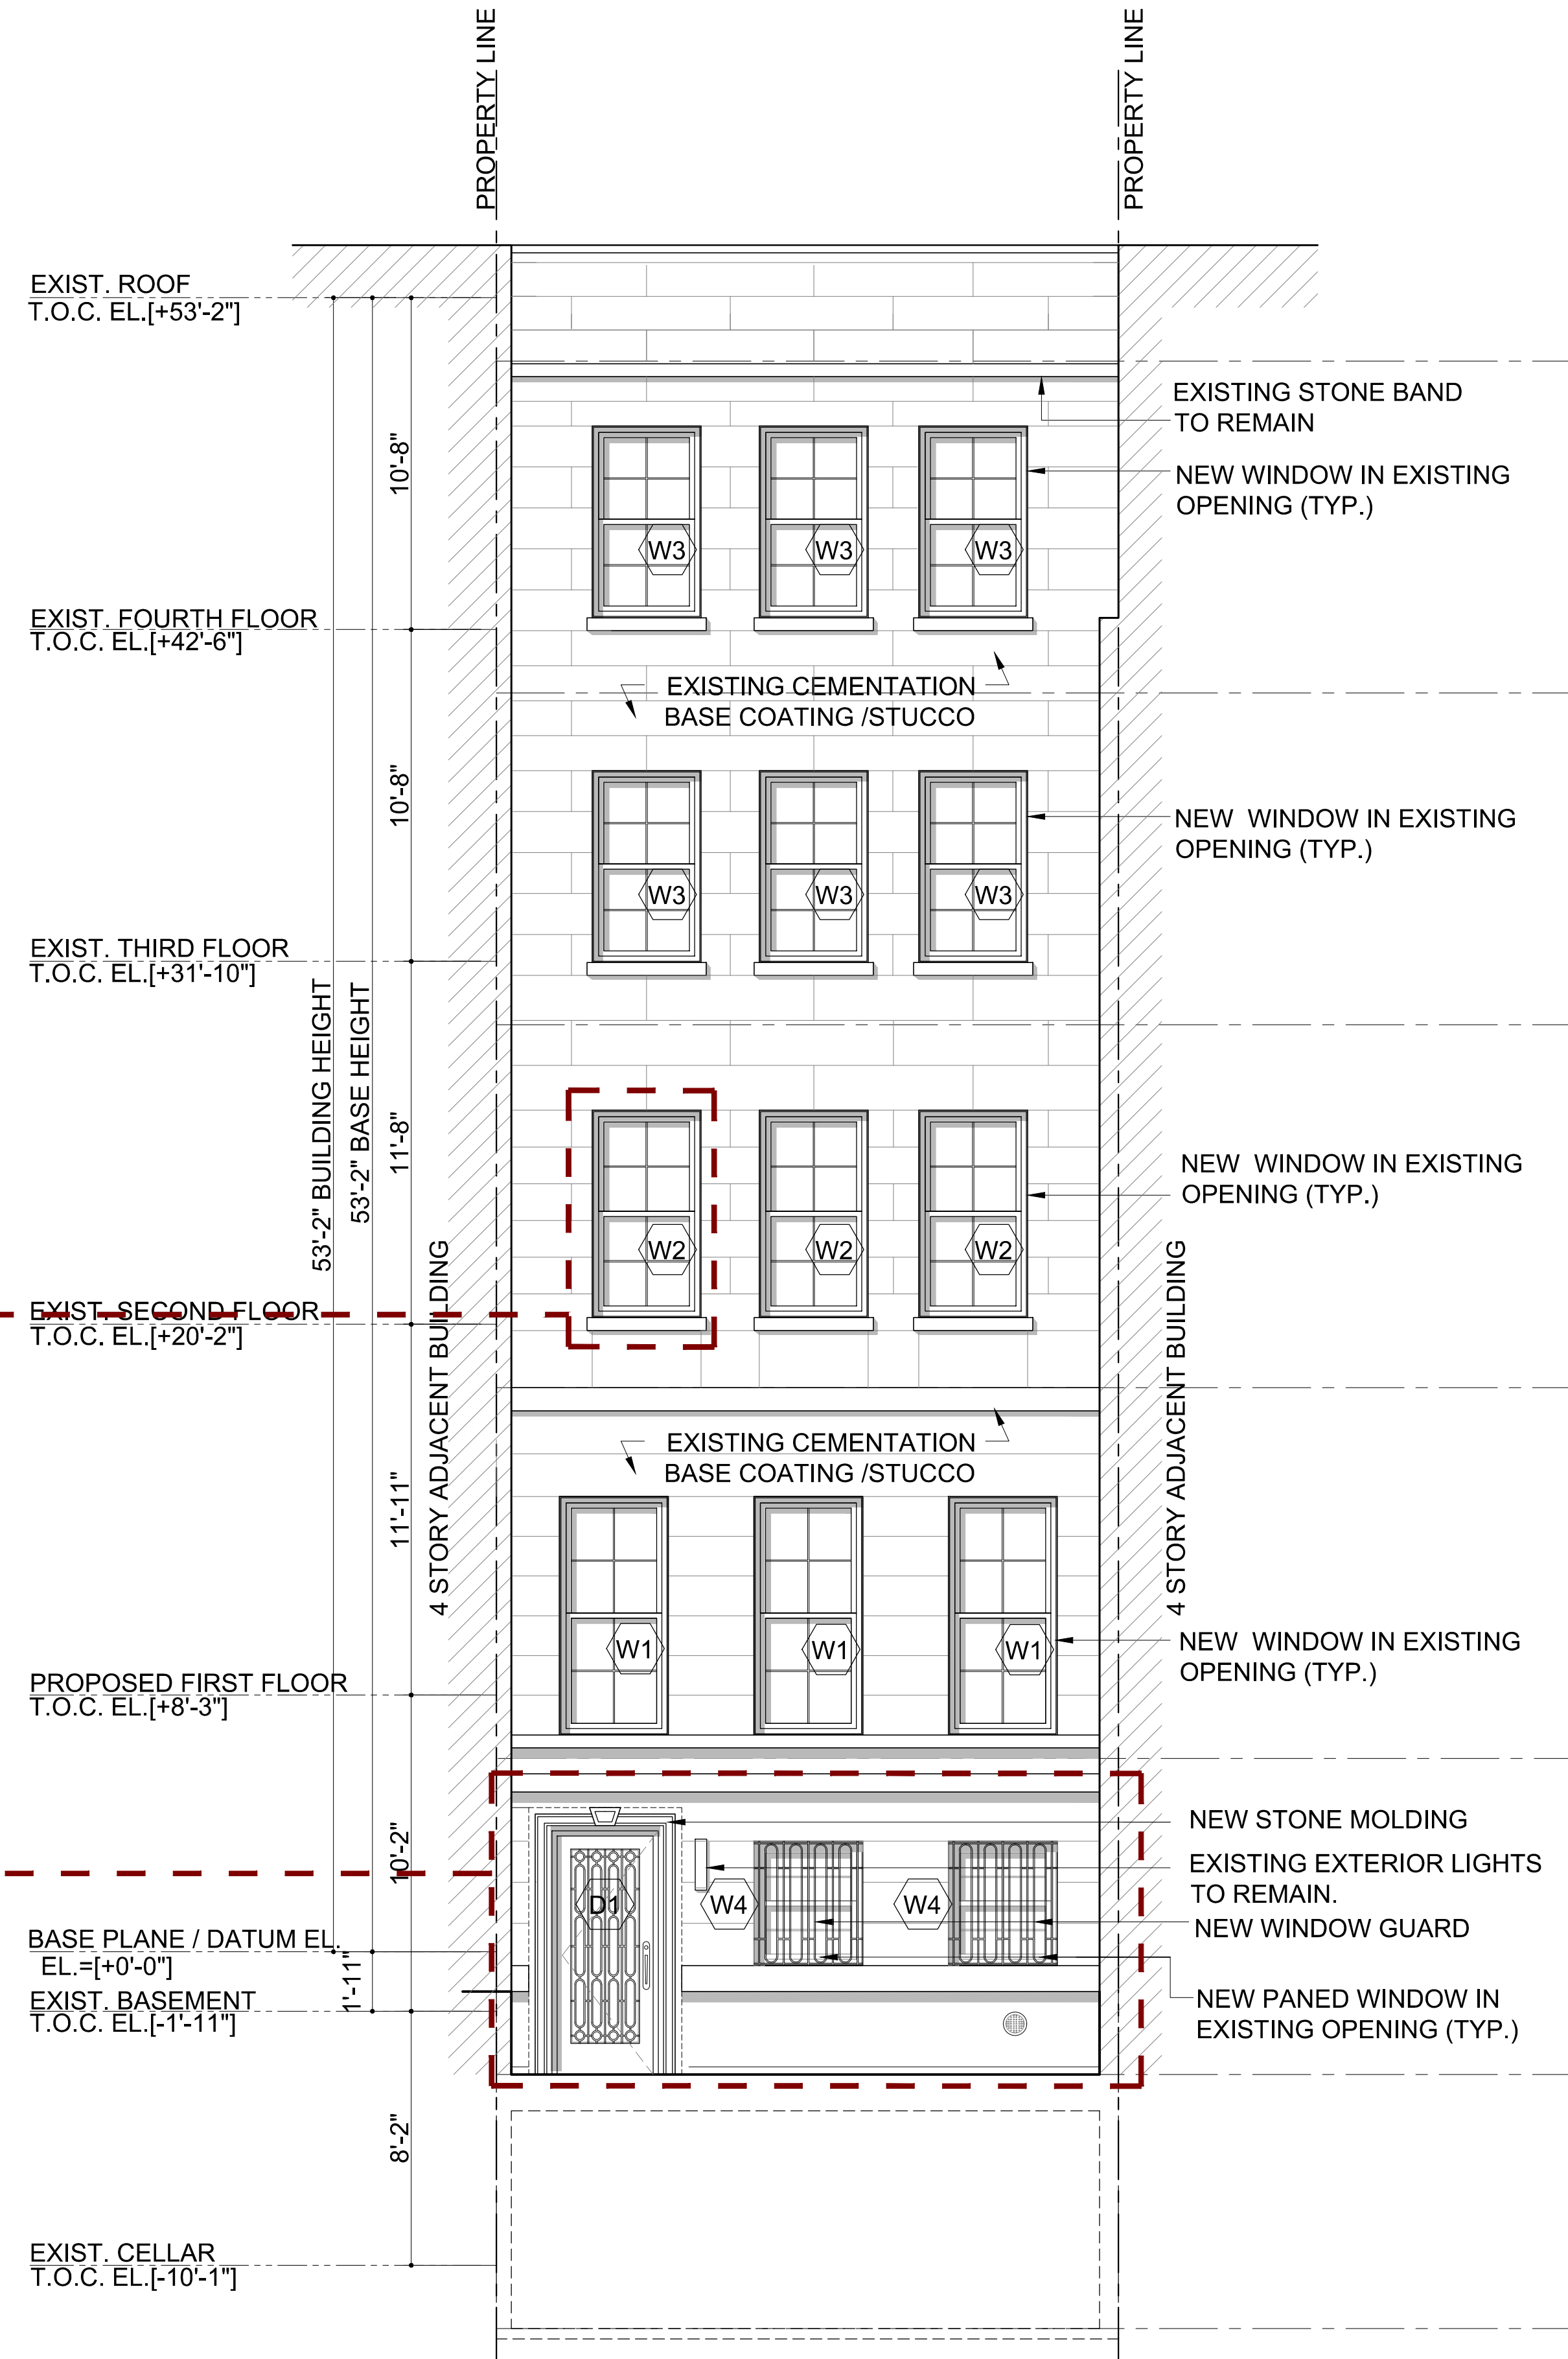 PROPERTY LINE
PROPERTY LINE
EXIST. ROOF
T.O.C. EL.[+53'-2"]
EXISTING STONE BAND
TO REMAIN
10'-8"
NEW WINDOW IN EXISTING
OPENING (TYP.)
W3
W3
W3
EXIST. FOURTH FLOOR
T.O.C. EL.[+42'-6"]
EXISTING CEMENTATION
BASE COATING /STUCCO
10'-8"
NEW WINDOW IN EXISTING
OPENING (TYP.)
W3
W3
W3
EXIST. THIRD FLOOR
T.O.C. EL.[+31'-10"]
53'-2" BUILDING HEIGHT
53'-2" BASE HEIGHT
11'-8"
NEW WINDOW IN EXISTING
OPENING (TYP.)
W2
W2
W2
EXIST. SECOND FLOOR
T.O.C. EL.[+20'-2"]
4 STORY ADJACENT BUILDING
4 STORY ADJACENT BUILDING
EXISTING CEMENTATION
BASE COATING /STUCCO
11'-11"
W1
W1
W1
NEW WINDOW IN EXISTING
OPENING (TYP.)
PROPOSED FIRST FLOOR
T.O.C. EL.[+8'-3"]
10'-2"
NEW STONE MOLDING
EXISTING EXTERIOR LIGHTS
TO REMAIN.
D1
W4
W4
NEW WINDOW GUARD
BASE PLANE / DATUM EL.
EL.=[+0'-0"]
1'-11"
EXIST. BASEMENT
T.O.C. EL.[-1'-11"]
NEW PANED WINDOW IN
EXISTING OPENING (TYP.)
8'-2"
EXIST. CELLAR
T.O.C. EL.[-10'-1"]